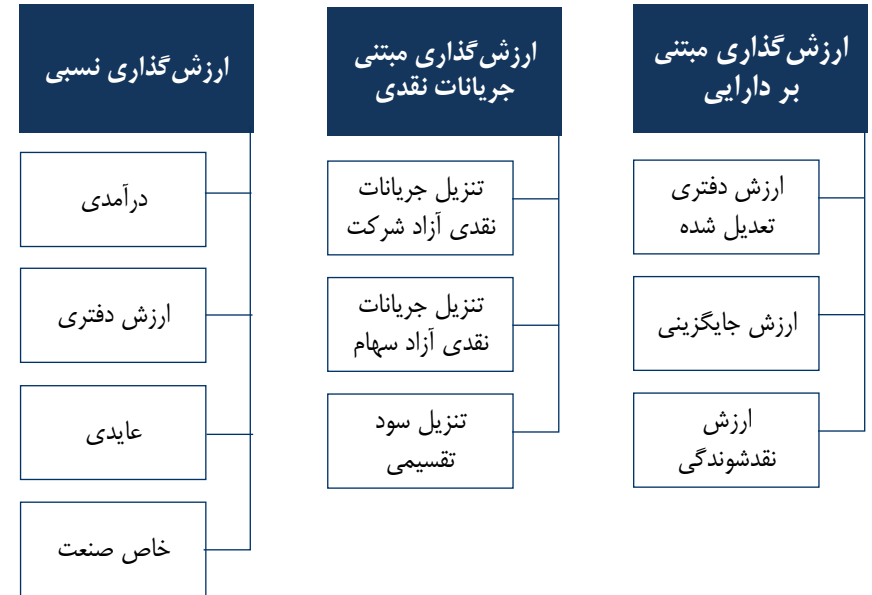 ارزش‌گذاری مبتنی
بر دارایی
ارزش دفتری
تعدیل شده
ارزش جایگزینی
ارزش
نقدشوندگی
ارزش‌گذاری مبتنی
جریانات نقدی
تنزیل جریانات
نقدی آزاد شرکت
تنزیل جریانات
نقدی آزاد سهام
تنزیل سود
تقسیمی
ارزش‌گذاری نسبی
درآمدی
ارزش دفتری
عایدی
خاص صنعت